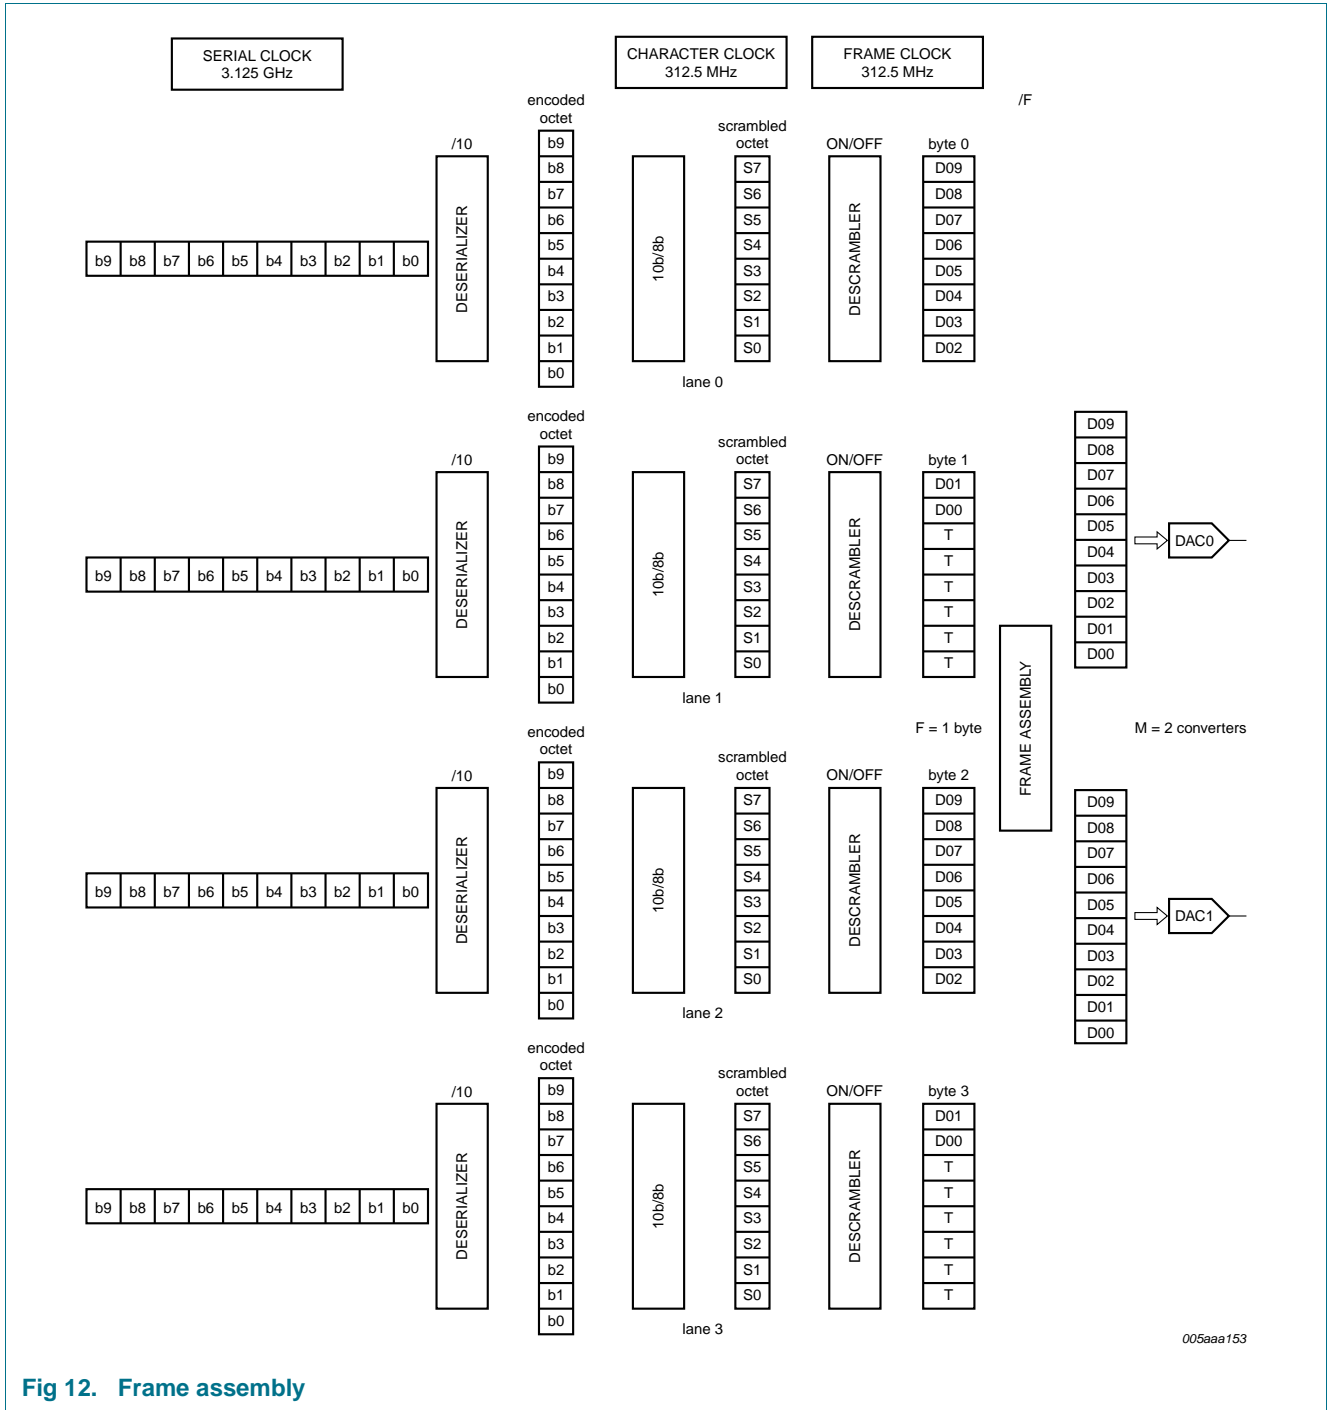 SERIAL CLOCK
3.125 GHz
CHARACTER CLOCK
312.5 MHz
FRAME CLOCK
312.5 MHz
/F
encoded
octet
/10
DESERIALIZER
b9 b8 b7 b6 b5 b4 b3 b2 b1 b0
b9
b8
b7
b6
b5
b4
b3
b2
b1
b0
10b/8b
scrambled
octet
S7
S6
S5
S4
S3
S2
S1
S0
lane 0
ON/OFF
DESCRAMBLER
byte 0
D09
D08
D07
D06
D05
D04
D03
D02
encoded
octet
/10
DESERIALIZER
b9 b8 b7 b6 b5 b4 b3 b2 b1 b0
b9
b8
b7
b6
b5
b4
b3
b2
b1
b0
10b/8b
scrambled
octet
S7
S6
S5
S4
S3
S2
S1
S0
lane 1
ON/OFF
DESCRAMBLER
byte 1
D01
D00
T
T
T
T
T
T
D09
D08
D07
D06
D05
D04
D03
D02
D01
D00
DAC0
F = 1 byte
FRAME ASSEMBLY
M = 2 converters
encoded
octet
/10
DESERIALIZER
b9 b8 b7 b6 b5 b4 b3 b2 b1 b0
b9
b8
b7
b6
b5
b4
b3
b2
b1
b0
10b/8b
scrambled
octet
S7
S6
S5
S4
S3
S2
S1
S0
lane 2
ON/OFF
DESCRAMBLER
byte 2
D09
D08
D07
D06
D05
D04
D03
D02
D09
D08
D07
D06
D05
D04
D03
D02
D01
D00
DAC1
encoded
octet
/10
DESERIALIZER
b9 b8 b7 b6 b5 b4 b3 b2 b1 b0
b9
b8
b7
b6
b5
b4
b3
b2
b1
b0
10b/8b
scrambled
octet
S7
S6
S5
S4
S3
S2
S1
S0
lane 3
ON/OFF
DESCRAMBLER
byte 3
D01
D00
T
T
T
T
T
T
005aaa153
Fig 12. Frame assembly